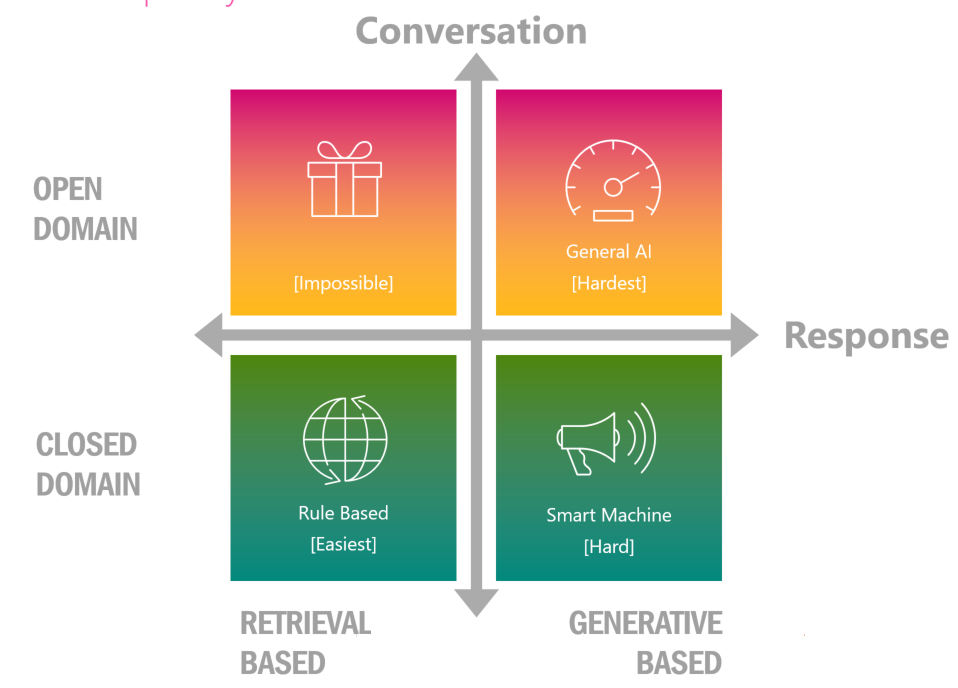 Conversation
OPEN
DOMAIN
[Impossible]
General AI
[Hardest]
Response
CLOSED
DOMAIN
Rule Based
[Easiest]
Smart Machine
[Hard]
RETRIEVAL
BASED
GENERATIVE
BASED